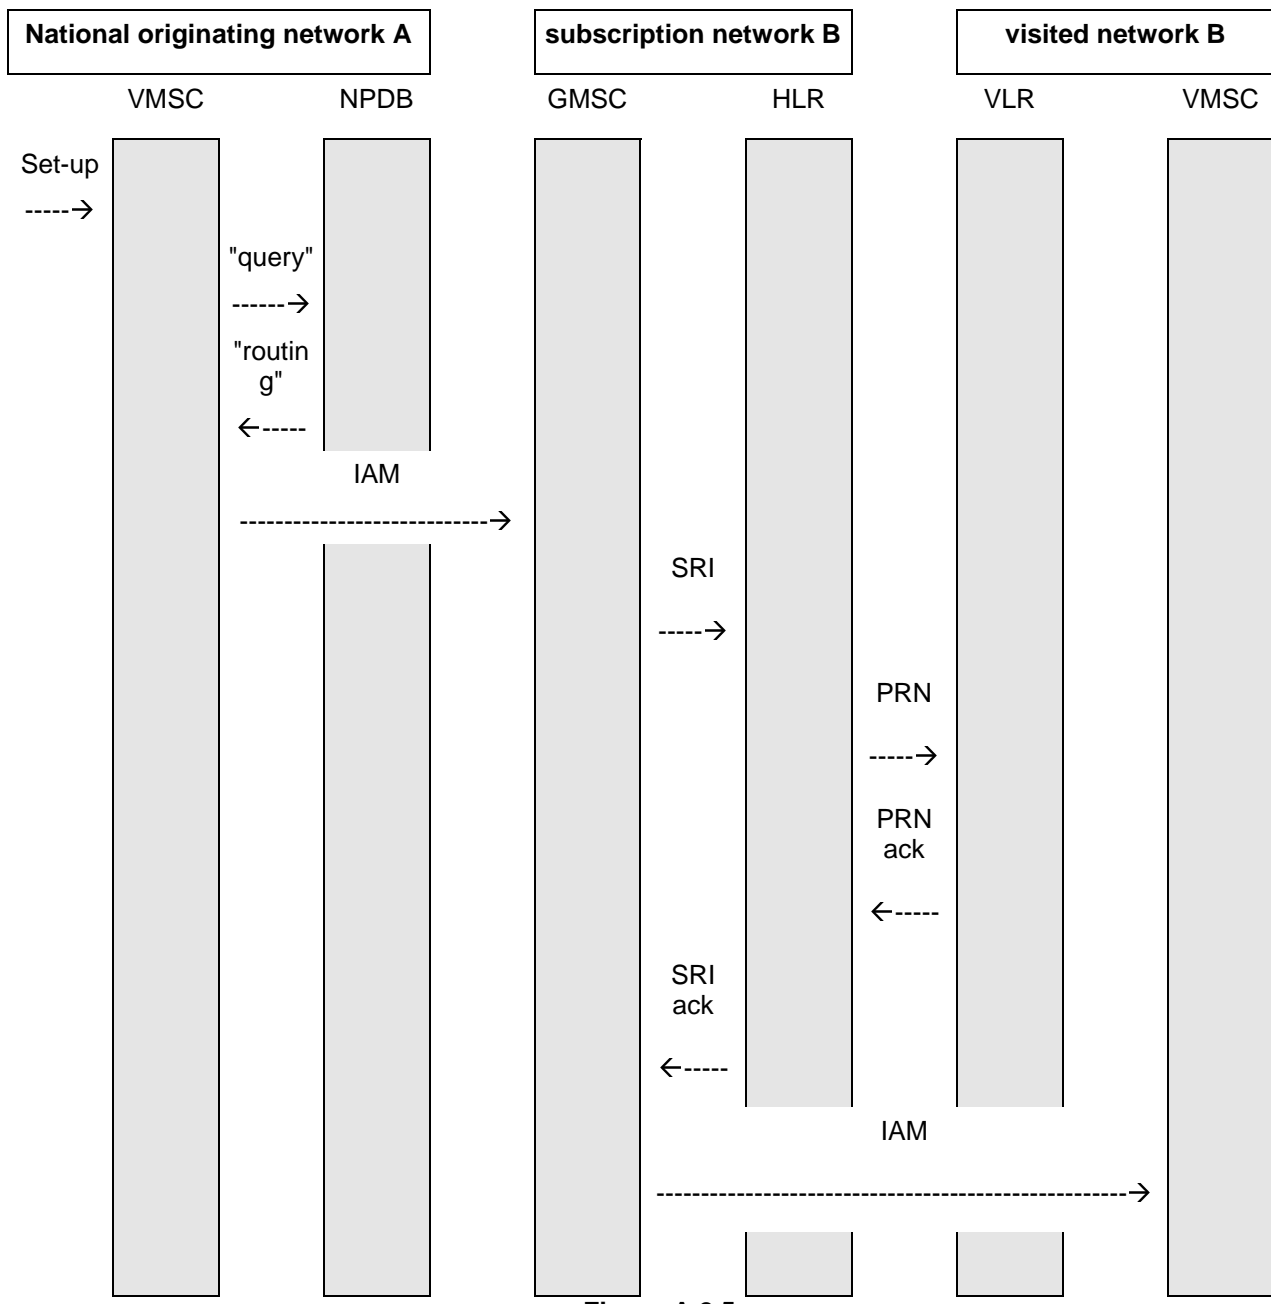 National originating network A
subscription network B
visited network B
VMSC
NPDB
GMSC
HLR
VLR
VMSC
Set-up
"query"
"routin
g"
IAM
SRI
PRN
PRN
ack
SRI
ack
IAM